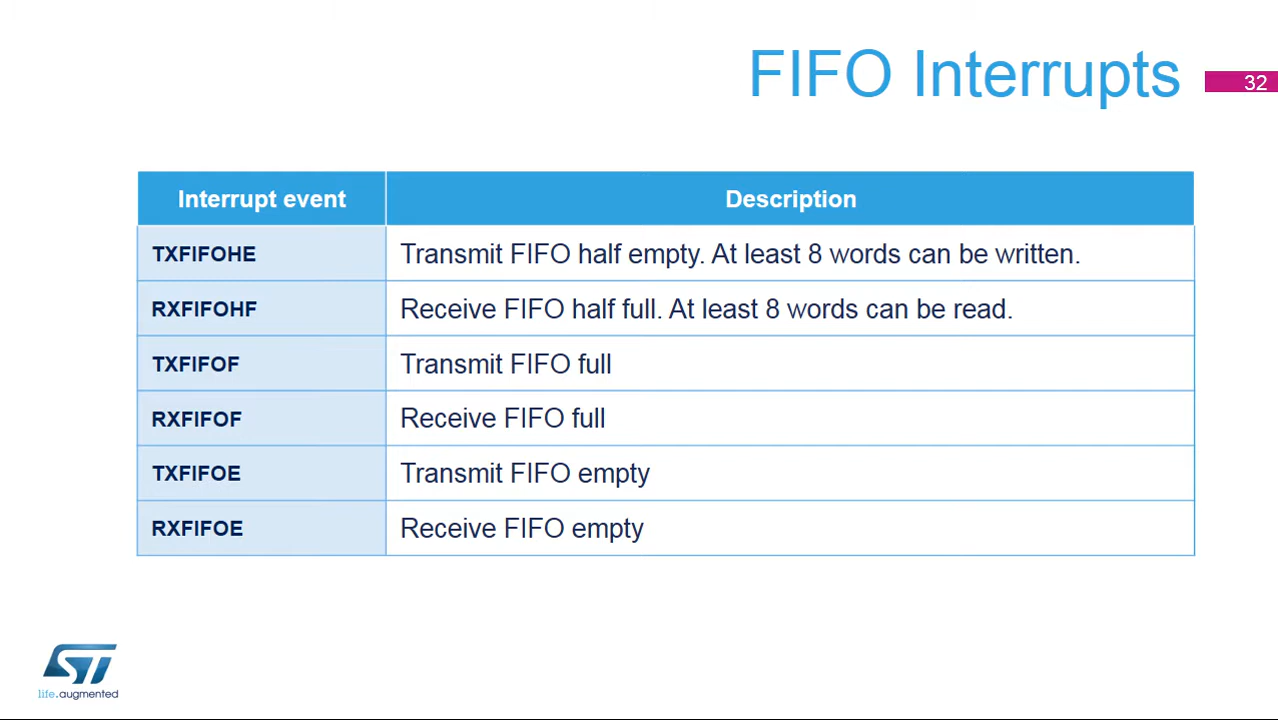 FIFO Interrupts
32
Interrupt event Description
TXFIFOHE Transmit FIFO half empty. At least 8 words can be written.
RXFIFOHF Receive FIFO half full. At least 8 words can be read.
TXFIFOF Transmit FIFO full
RXFIFOF Receive FIFO full
TXFIFOE Transmit FIFO empty
RXFIFOE Receive FIFO empty
ST
life.augmented